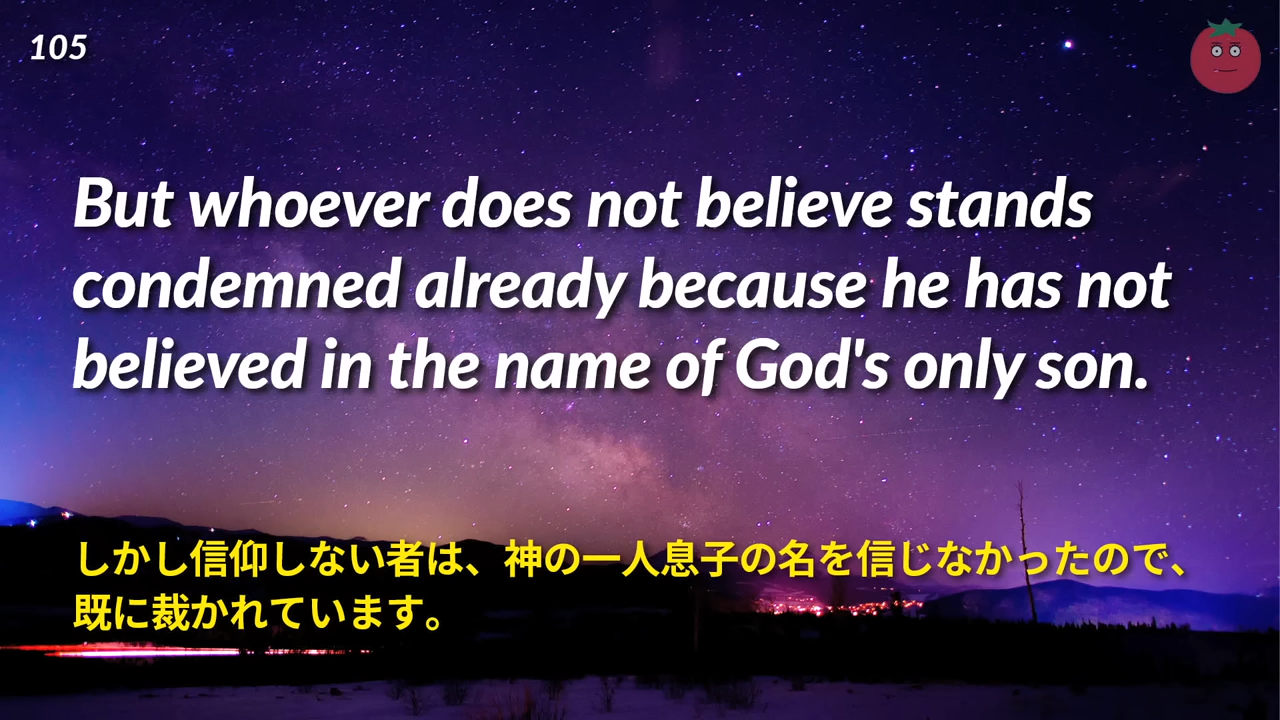 105
But whoever does not believe stands
condemned already because he has not
believed in the name of God's only son.
しかし信仰しない者は、神の一人息子の名を信じなかったので、
既に裁かれています。